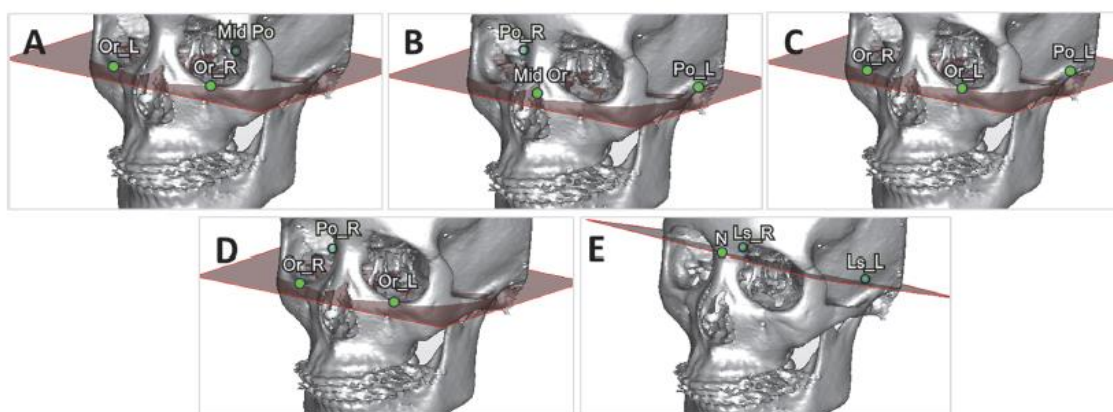 A
Or_L
Mid Po
Or_R
B
Po_R
Mid Or
Po_L
C
Or_R
Or_L
Po_L
D
Po_R
Or_R
Or_L
E
N
Ls_R
Ls_L